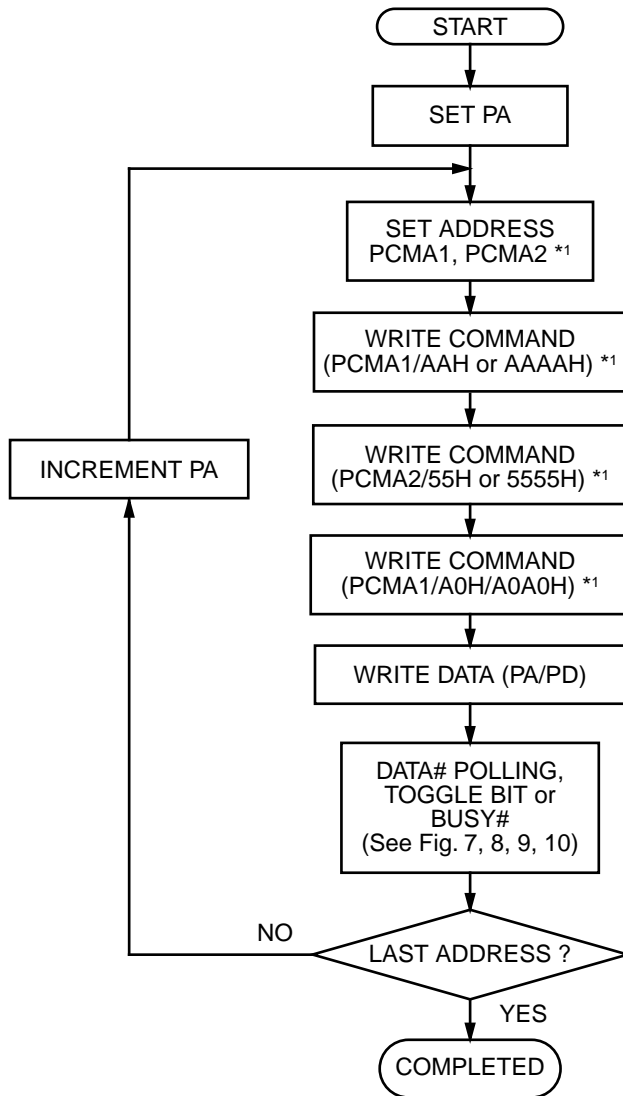 START
SET PA
SET ADDRESS
PCMA1, PCMA2 *1
WRITE COMMAND
(PCMA1/AAH or AAAAH) *1
WRITE COMMAND
(PCMA2/55H or 5555H) *1
INCREMENT PA
WRITE COMMAND
(PCMA1/A0H/A0A0H) *1
WRITE DATA (PA/PD)
DATA# POLLING,
TOGGLE BIT or
BUSY#
(See Fig. 7, 8, 9, 10)
NO
LAST ADDRESS ?
YES
COMPLETED